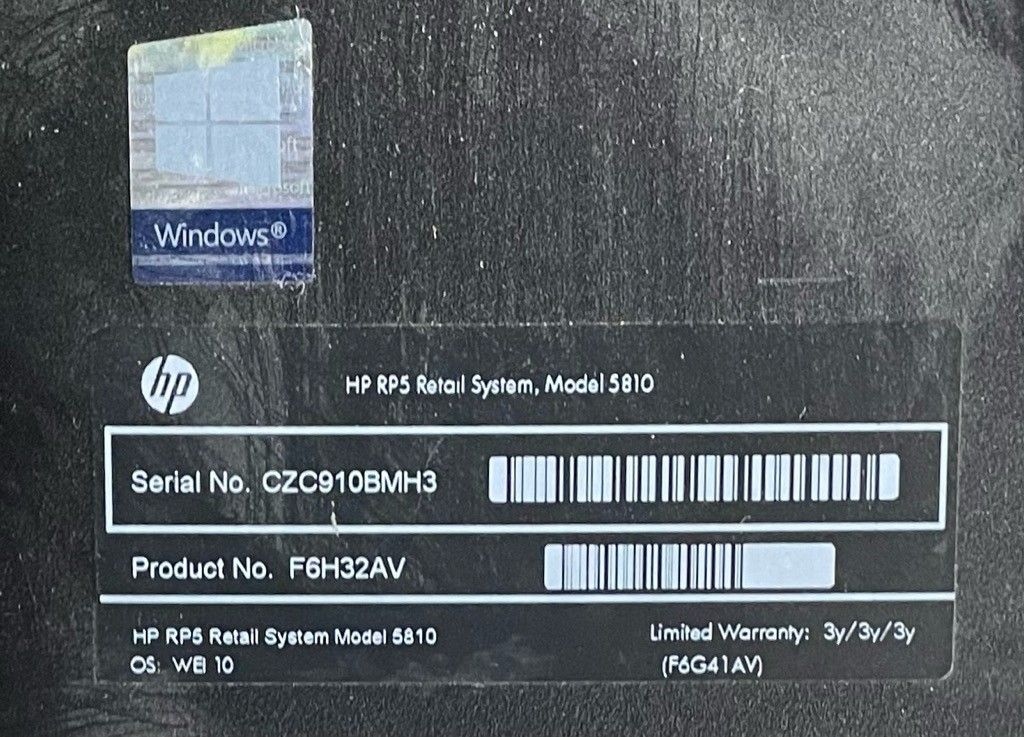 Microsoft
Windows®
hp
HP RP5 Retail System, Model 5810
Serial No. CZC910BMH3
Product No. F6H32AV
HP RP5 Retail System Model 5810
OS: WEI 10
Limited Warranty: 3y/3y/3y
(F6G41AV)